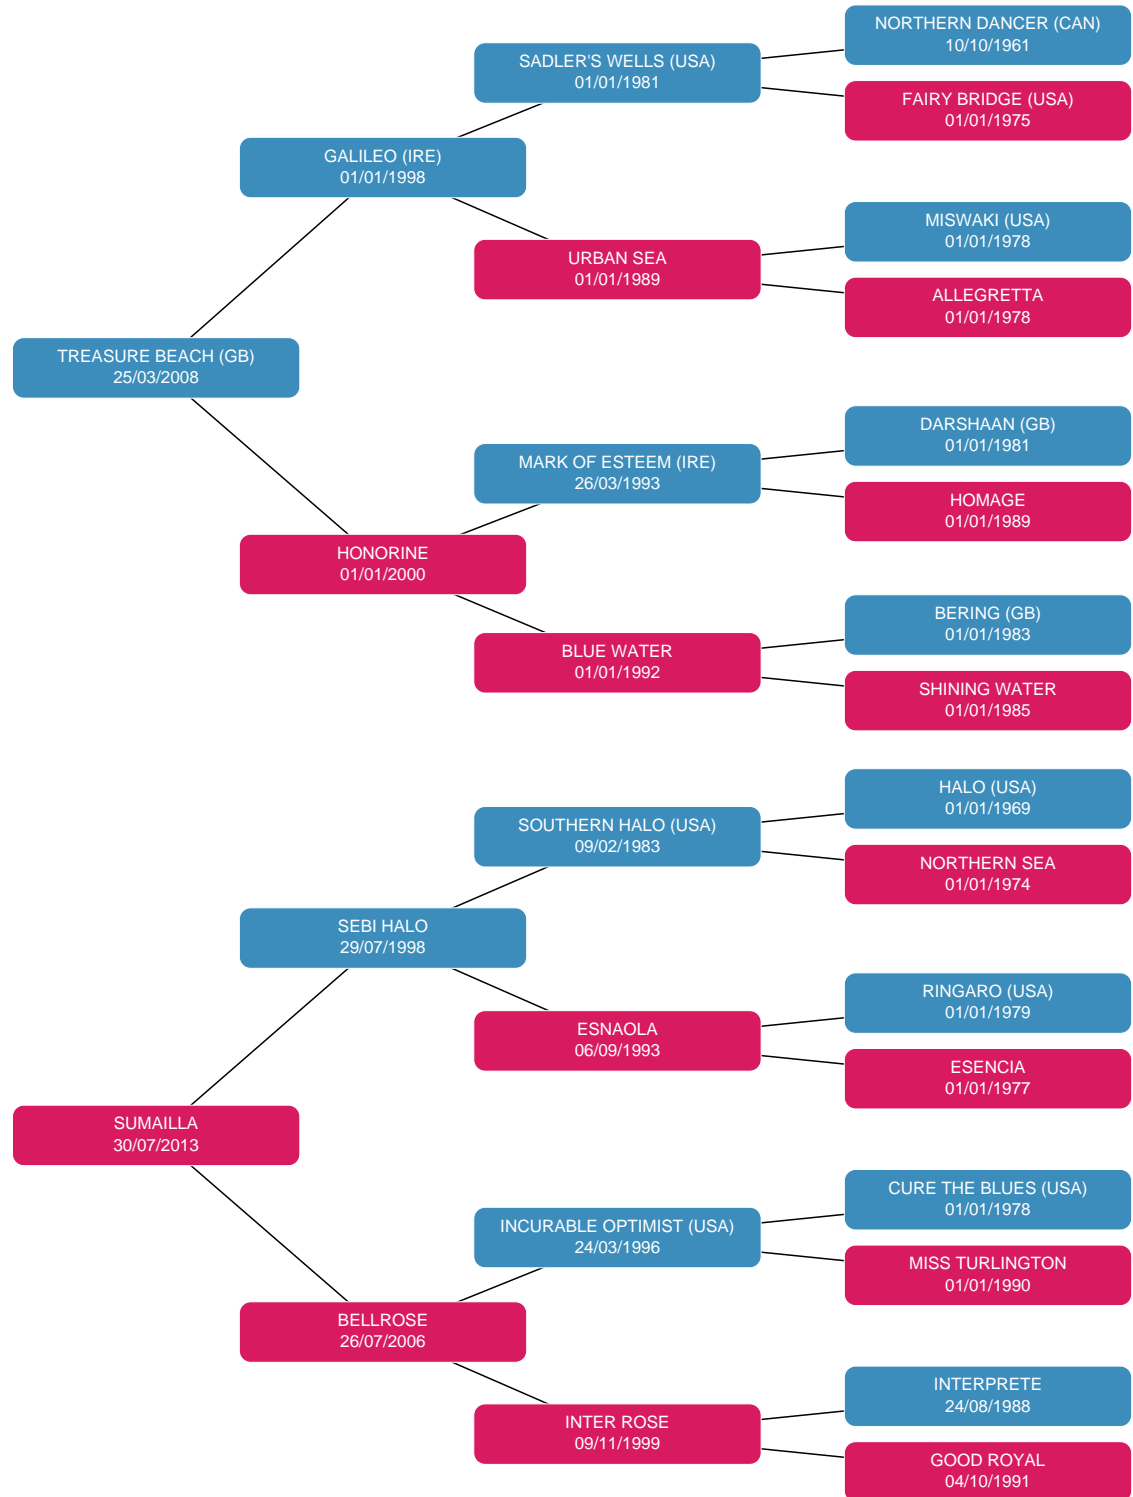 NORTHERN DANCER (CAN)
10/10/1961
SADLER'S WELLS (USA)
01/01/1981
FAIRY BRIDGE (USA)
01/01/1975
GALILEO (IRE)
01/01/1998
MISWAKI (USA)
01/01/1978
URBAN SEA
01/01/1989
ALLEGRETTA
01/01/1978
TREASURE BEACH (GB)
25/03/2008
DARSHAAN (GB)
01/01/1981
MARK OF ESTEEM (IRE)
26/03/1993
HOMAGE
01/01/1989
HONORINE
01/01/2000
BERING (GB)
01/01/1983
BLUE WATER
01/01/1992
SHINING WATER
01/01/1985
HALO (USA)
01/01/1969
SOUTHERN HALO (USA)
09/02/1983
NORTHERN SEA
01/01/1974
SEBI HALO
29/07/1998
RINGARO (USA)
01/01/1979
ESNAOLA
06/09/1993
ESENCIA
01/01/1977
SUMAILLA
30/07/2013
CURE THE BLUES (USA)
01/01/1978
INCURABLE OPTIMIST (USA)
24/03/1996
MISS TURLINGTON
01/01/1990
BELLROSE
26/07/2006
INTERPRETE
24/08/1988
INTER ROSE
09/11/1999
GOOD ROYAL
04/10/1991